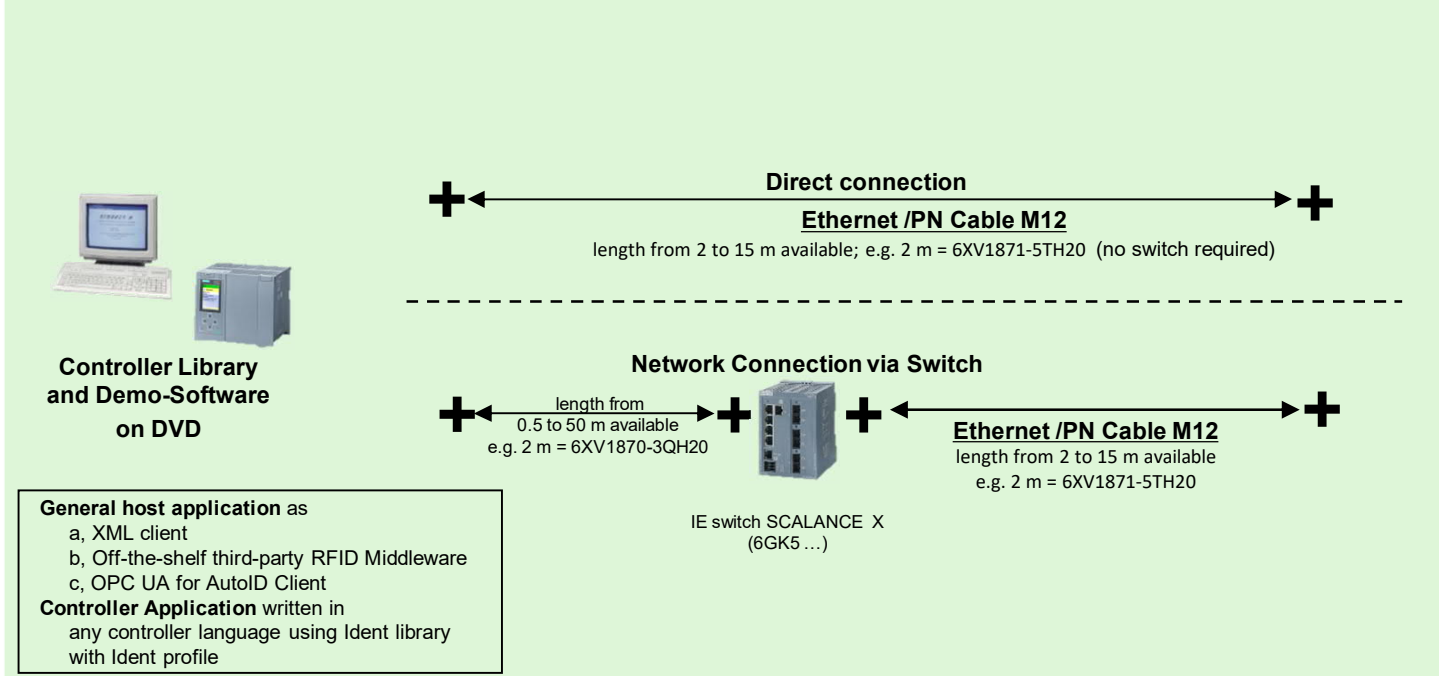 Direct connection
Ethernet /PN Cable M12
length from 2 to 15 m available; e.g. 2 m = 6XV1871-5TH20 (no switch required)
Controller Library
and Demo-Software
on DVD
Network Connection via Switch
length from
0.5 to 50 m available
e.g. 2 m = 6XV1870-3QH20
Ethernet /PN Cable M12
length from 2 to 15 m available
e.g. 2 m = 6XV1871-5TH20
IE switch SCALANCE X
(6GK5 ...)
General host application as
a, XML client
b, Off-the-shelf third-party RFID Middleware
c, OPC UA for AutoID Client
Controller Application written in
any controller language using Ident library
with Ident profile